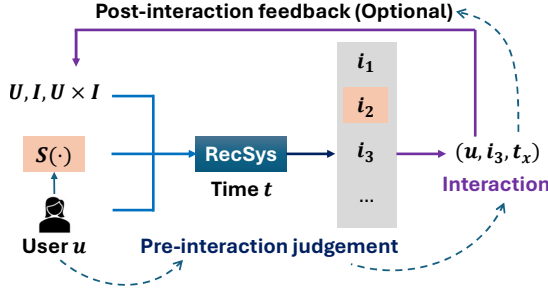 Post-interaction feedback (Optional)
U, I, U × I
S(·)
User u
RecSys
Time t
i₁
i₂
i₃
...
(u, i₃, tₓ)
Interaction
Pre-interaction judgement